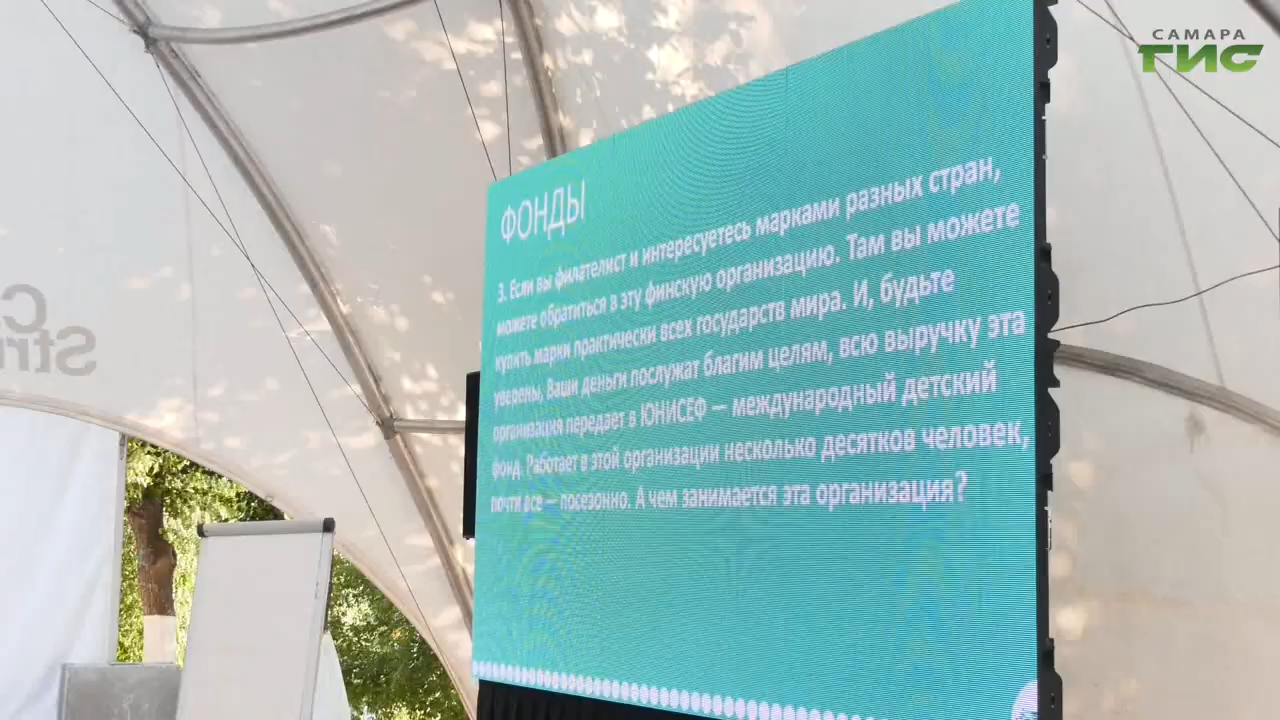 САМАРА
ГИС
ФОНДЫ
3. Если вы филателист и интересуетесь марками разных стран,
можете обратиться в эту финскую организацию. Там вы можете
купить марки практически всех государств мира. И, будьте
уверены, Ваши деньги послужат благим целям, всю выручку эта
организация передаёт в ЮНИСЕФ — международный детский
фонд. Работает в этой организации несколько десятков человек,
почти все — посезонно. А чем занимается эта организация?